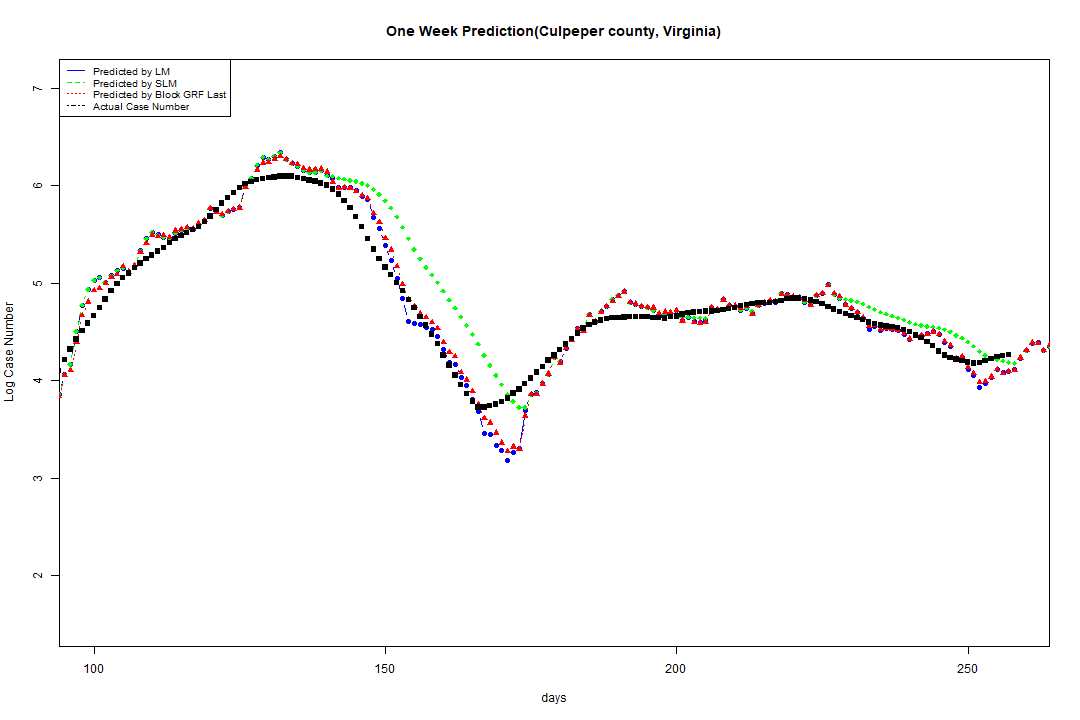 One Week Prediction(Culpeper county, Virginia)
Predicted by LM
Predicted by SLM
Predicted by Block GRF Last
Actual Case Number
7
6
5
4
3
2
Log Case Number
100 150 200 250
days